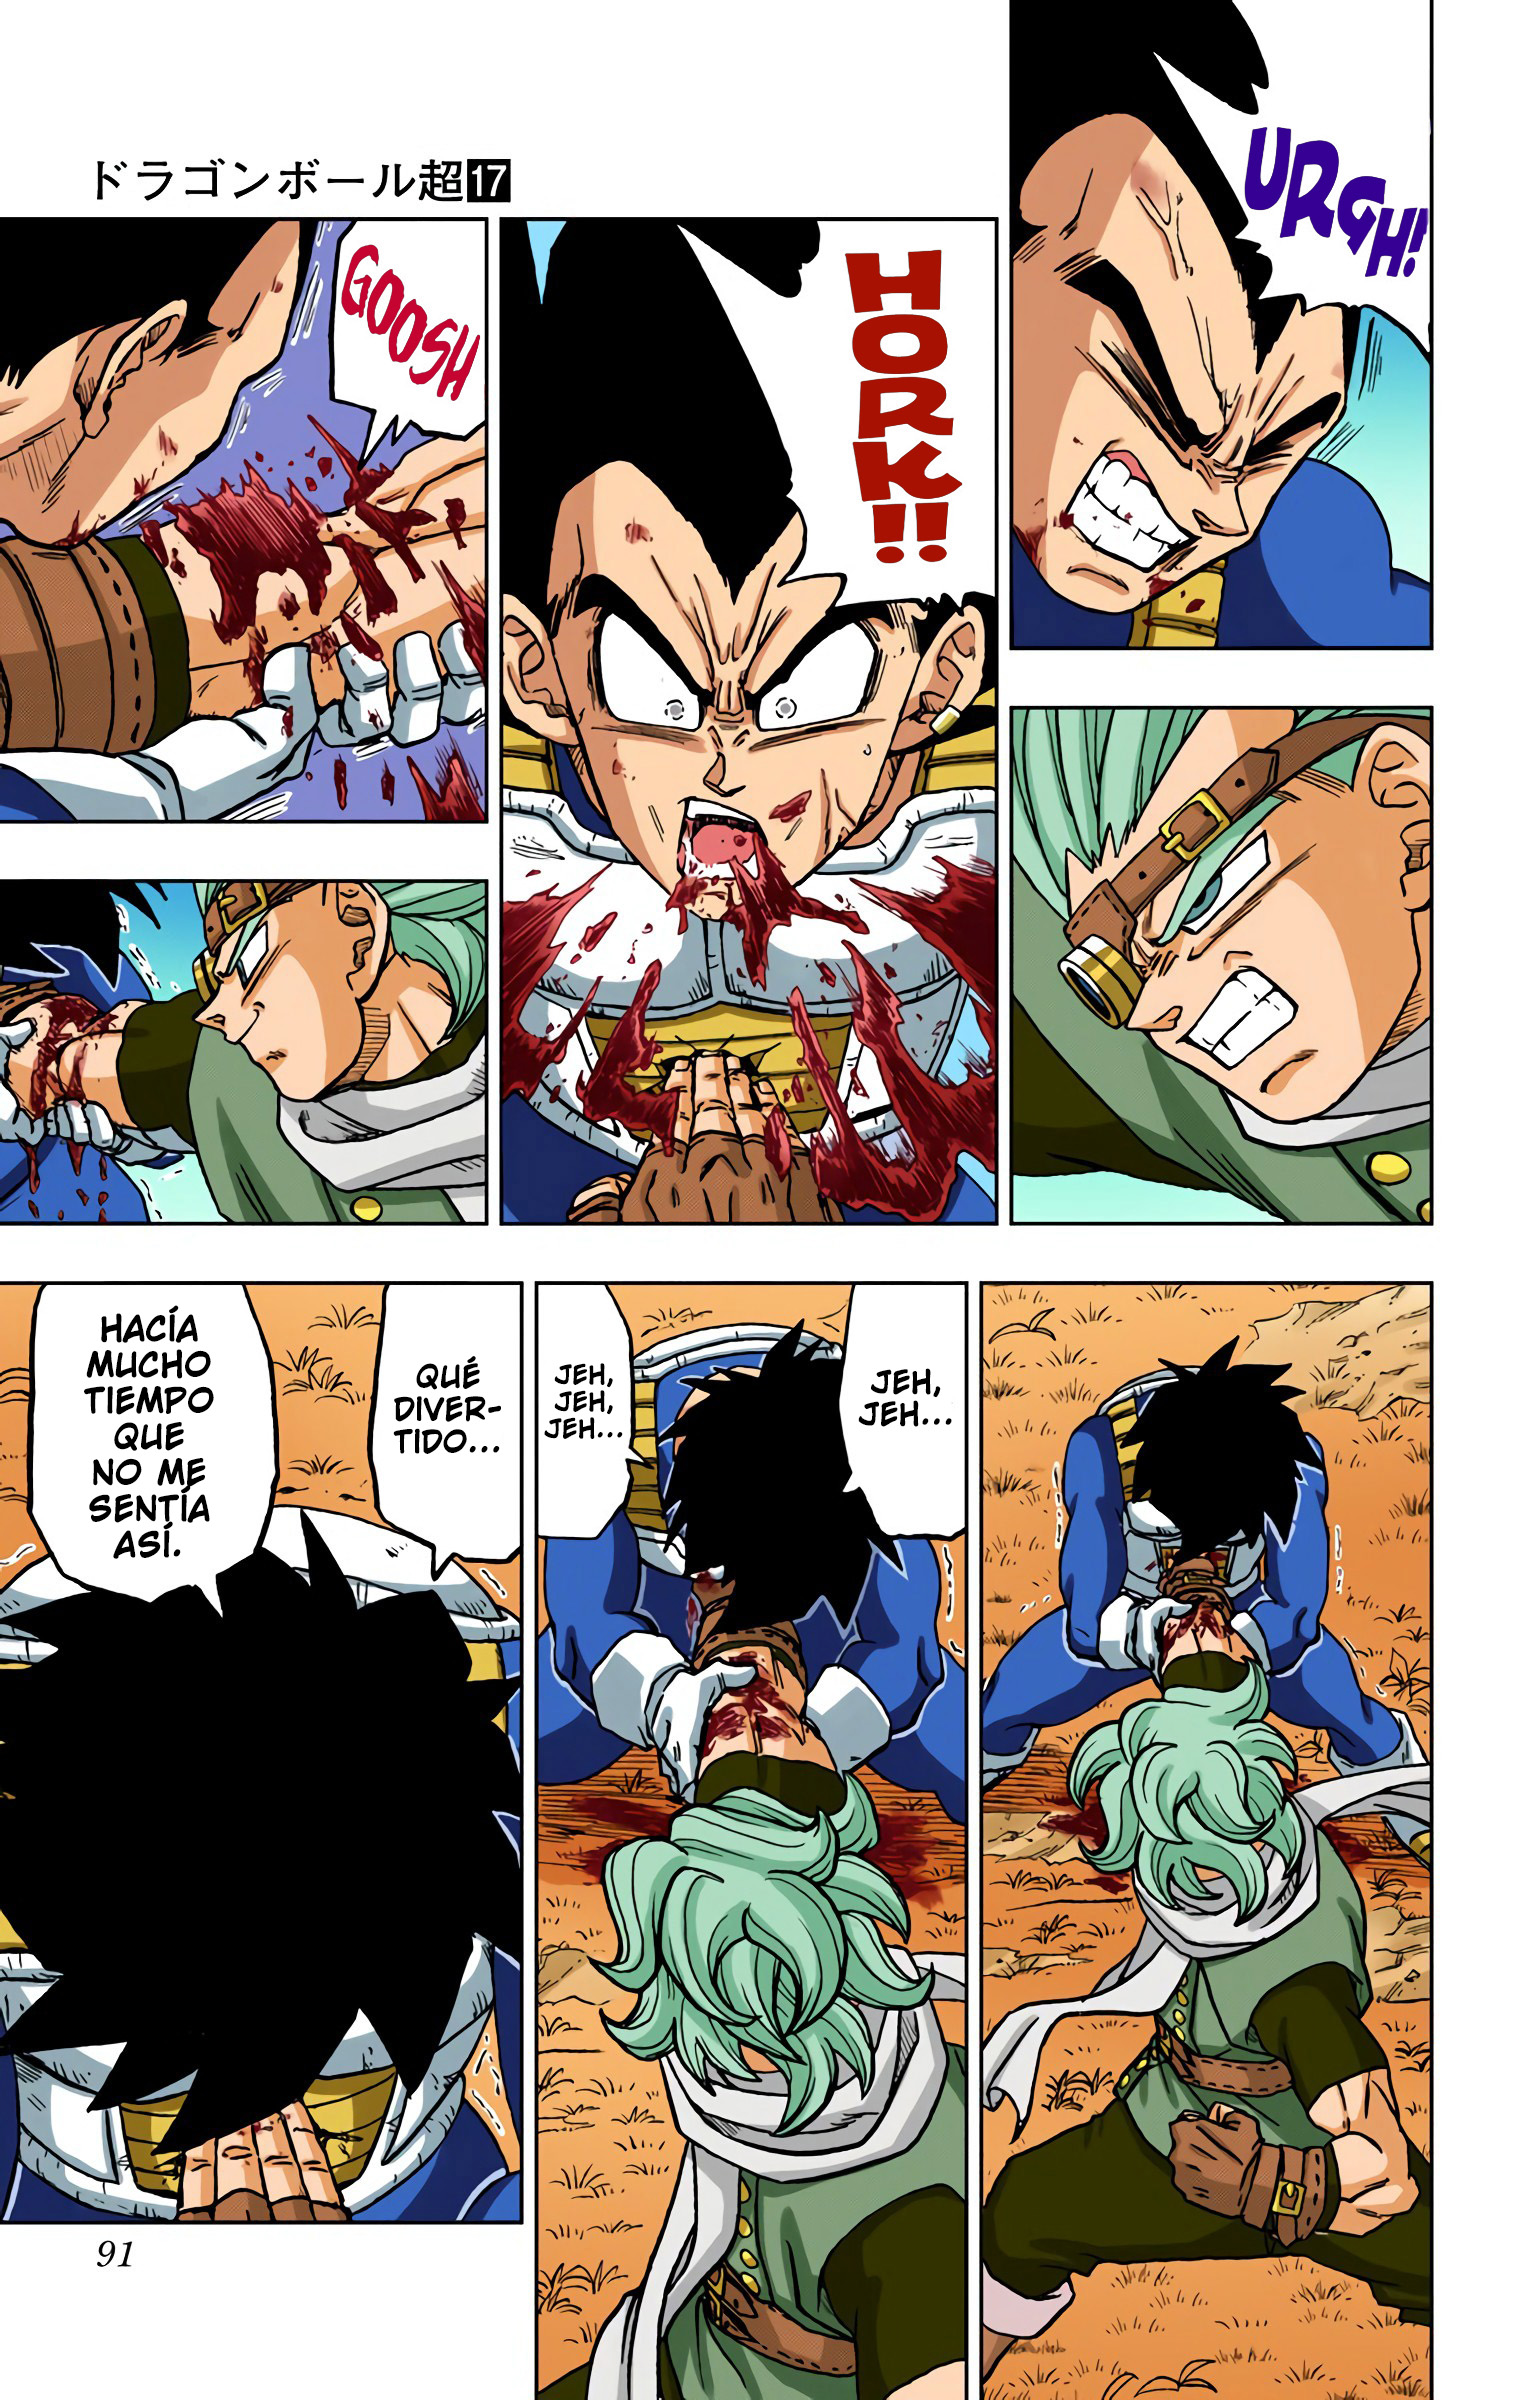 ドラゴンボール超17
URGH!
HORK!!
GOOSH
JEH,
JEH...
JEH,
JEH,
JEH...
QUÉ
DIVER-
TIDO...
HACÍA
MUCHO
TIEMPO
QUE
NO ME
SENTÍA
ASÍ.
91